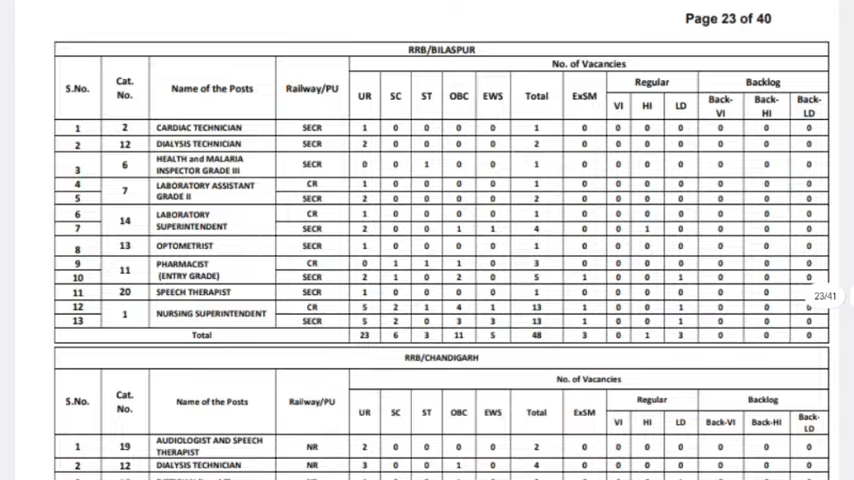 Page 23 of 40
RRB/BILASPUR
S.No. Cat. No. Name of the Posts Railway/PU No. of Vacancies
UR SC ST OBC EWS Total ExSM Regular Backlog
VI HI LD Back-VI Back-HI Back-LD
1 2 CARDIAC TECHNICIAN SECR 1 0 0 0 0 1 0 0 0 0 0 0 0
2 12 DIALYSIS TECHNICIAN SECR 2 0 0 0 0 2 0 0 0 0 0 0 0
3 6 HEALTH and MALARIA INSPECTOR GRADE III SECR 0 0 1 0 0 1 0 0 0 0 0 0 0
4 7 LABORATORY ASSISTANT GRADE II CR 1 0 0 0 0 1 0 0 0 0 0 0 0
5 SECR 2 0 0 0 0 2 0 0 0 0 0 0 0
6 14 LABORATORY SUPERINTENDENT CR 1 0 0 0 0 1 0 0 0 0 0 0 0
7 SECR 2 0 0 1 1 4 0 0 1 0 0 0 0
8 13 OPTOMETRIST SECR 1 0 0 0 0 1 0 0 0 0 0 0 0
9 11 PHARMACIST (ENTRY GRADE) CR 0 1 1 1 0 3 0 0 0 0 0 0 0
10 SECR 2 1 0 2 0 5 1 0 0 1 0 0 0
11 20 SPEECH THERAPIST SECR 1 0 0 0 0 1 0 0 0 0 0 0 0
23/41
12 1 NURSING SUPERINTENDENT CR 5 2 1 4 1 13 1 0 0 1 0 0 0
13 SECR 5 2 0 3 3 13 1 0 0 1 0 0 0
Total 23 6 3 11 5 48 3 0 1 3 0 0 0
RRB/CHANDIGARH
S.No. Cat. No. Name of the Posts Railway/PU No. of Vacancies
UR SC ST OBC EWS Total ExSM Regular Backlog
VI HI LD Back-VI Back-HI Back-LD
1 19 AUDIOLOGIST AND SPEECH THERAPIST NR 2 0 0 0 0 2 0 0 0 0 0 0 0
2 12 DIALYSIS TECHNICIAN NR 3 0 0 1 0 4 0 0 0 0 0 0 0